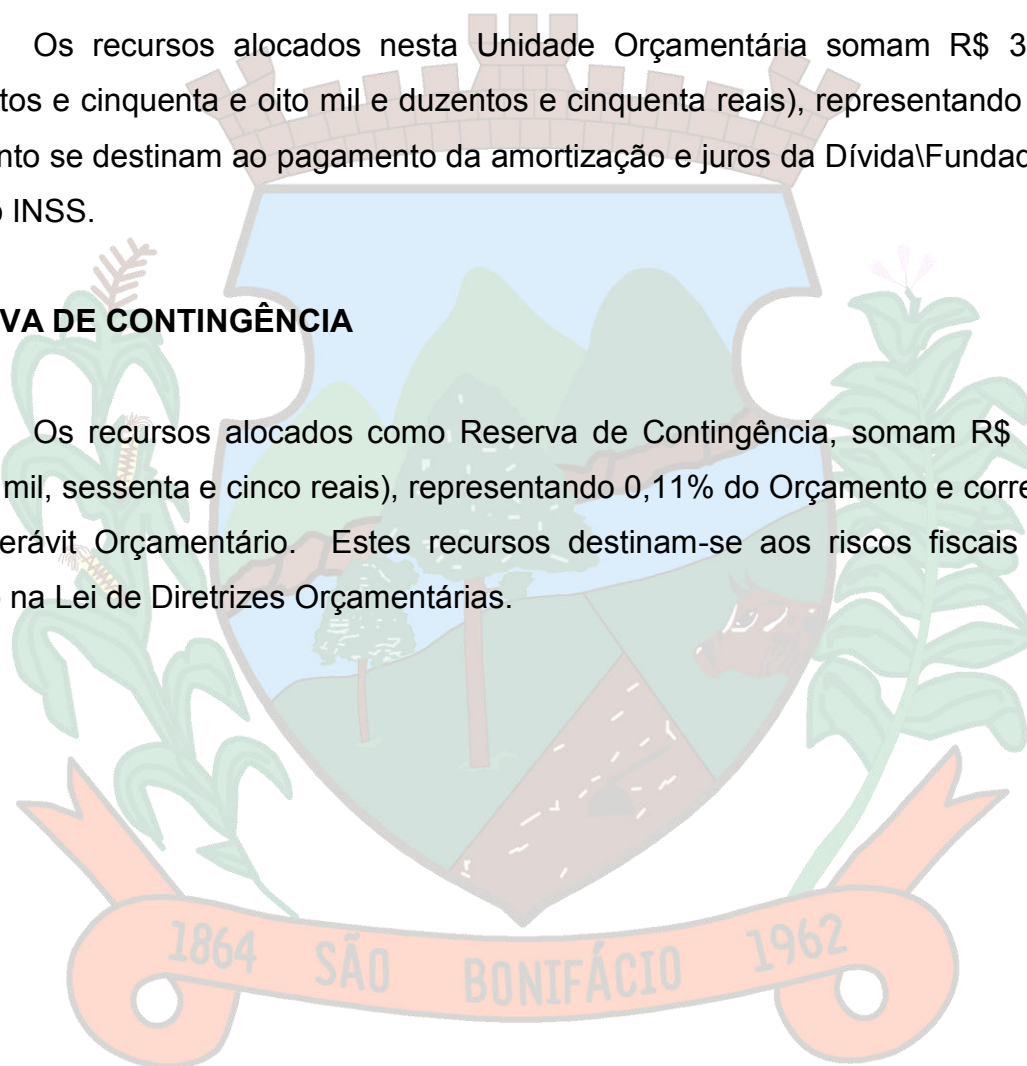 Os recursos alocados nesta Unidade Orçamentária somam R$ 3
tos e cinquenta e oito mil e duzentos e cinquenta reais), representando
nto se destinam ao pagamento da amortização e juros da Dívida\Fundad
o INSS.
VA DE CONTINGÊNCIA
Os recursos alocados como Reserva de Contingência, somam R$
mil, sessenta e cinco reais), representando 0,11% do Orçamento e corre
erávit Orçamentário. Estes recursos destinam-se aos riscos fiscais
na Lei de Diretrizes Orçamentárias.
1864 SÃO BONIFÁCIO 1962